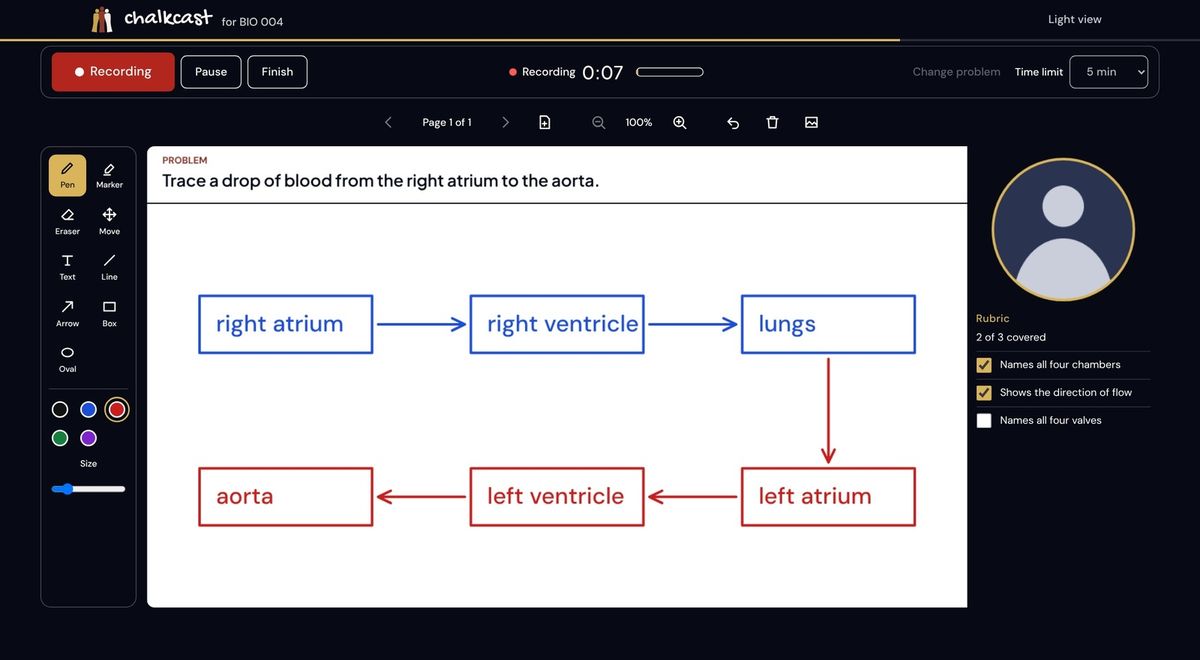 chalkcast for BIO 004
Light view
Recording
Pause
Finish
Recording 0:07
Change problem
Time limit
5 min
Page 1 of 1
100%
Pen
Marker
Eraser
Move
Text
Line
Arrow
Box
Oval
Size
PROBLEM
Trace a drop of blood from the right atrium to the aorta.
right atrium
right ventricle
lungs
aorta
left ventricle
left atrium
Rubric
2 of 3 covered
Names all four chambers
Shows the direction of flow
Names all four valves